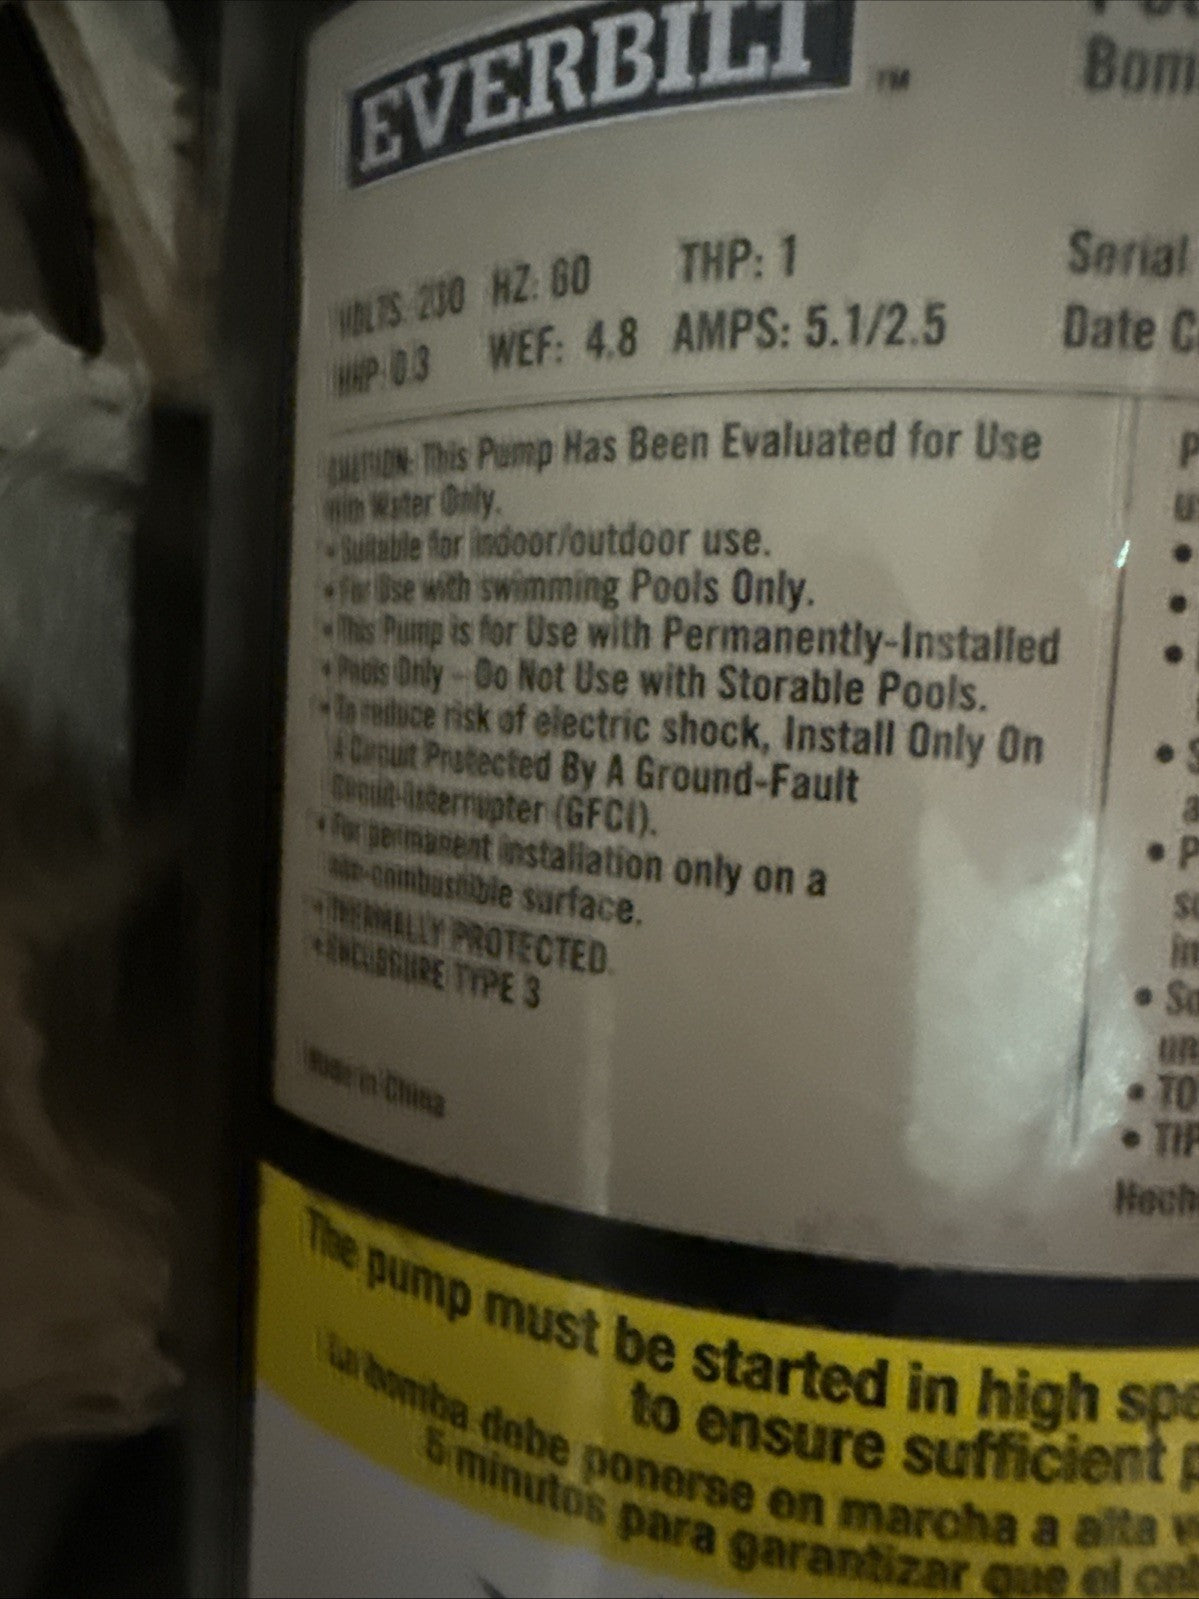 EVERBILT ™
Bom
VOLTS: 230 HZ: 60 THP: 1
Serial
HHP: 0.3 WEF: 4.8 AMPS: 5.1/2.5
Date C
CAUTION: This Pump Has Been Evaluated for Use
With Water Only.
• Suitable for indoor/outdoor use.
• For Use with swimming Pools Only.
• This Pump is for Use with Permanently-Installed
• Pools Only – Do Not Use with Storable Pools.
• To reduce risk of electric shock, Install Only On
A Circuit Protected By A Ground-Fault
Circuit-Interrupter (GFCI).
• For permanent installation only on a
non-combustible surface.
• THERMALLY PROTECTED
• ENCLOSURE TYPE 3
Made in China
• TO
Hech
The pump must be started in high spe
to ensure sufficient p
La bomba debe ponerse en marcha a alta v
5 minutos para garantizar que el